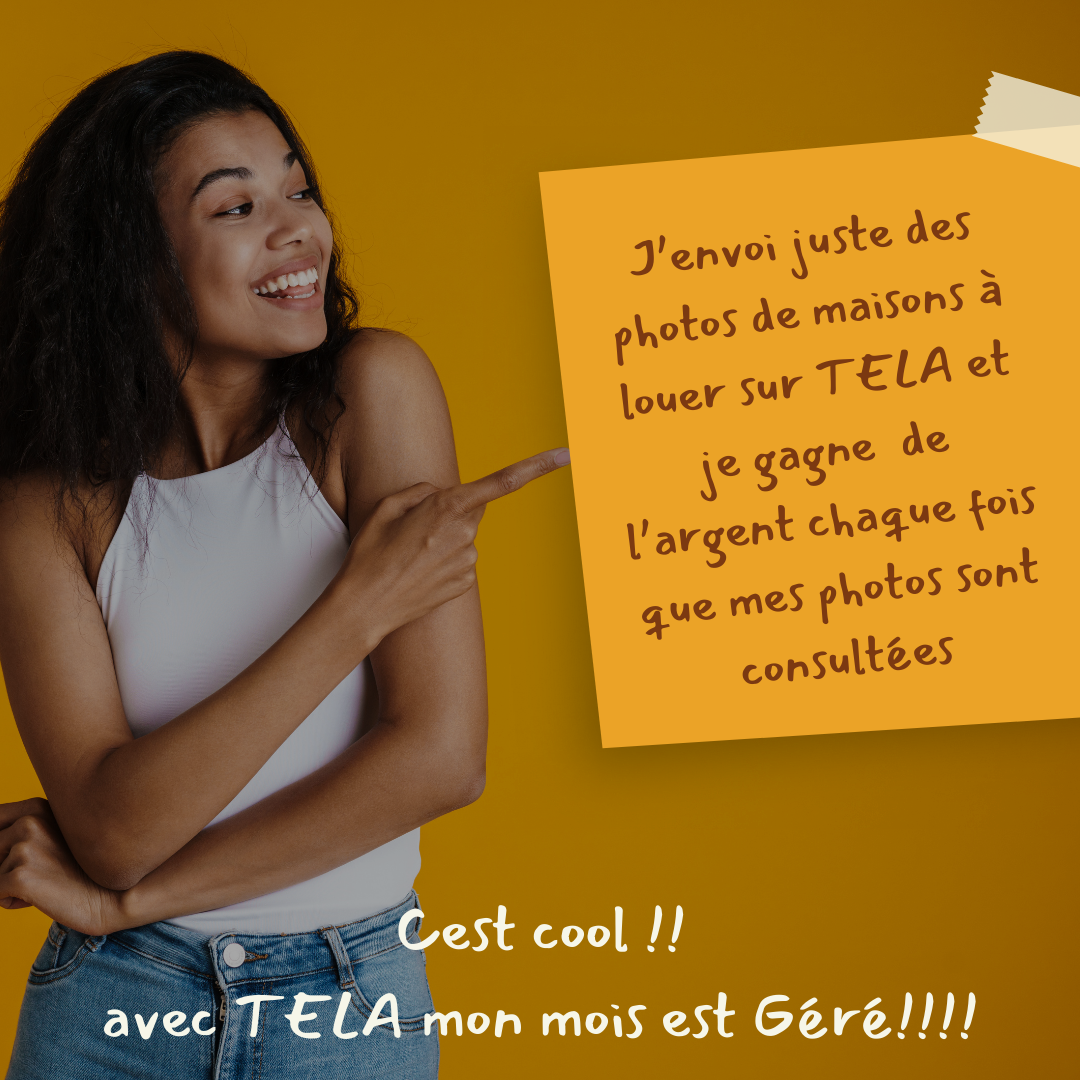 J'envoi juste des
photos de maisons à
louer sur TELA et
je gagne de
l'argent chaque fois
que mes photos sont
consultées
Cest cool !!
avec TELA mon mois est Géré!!!!